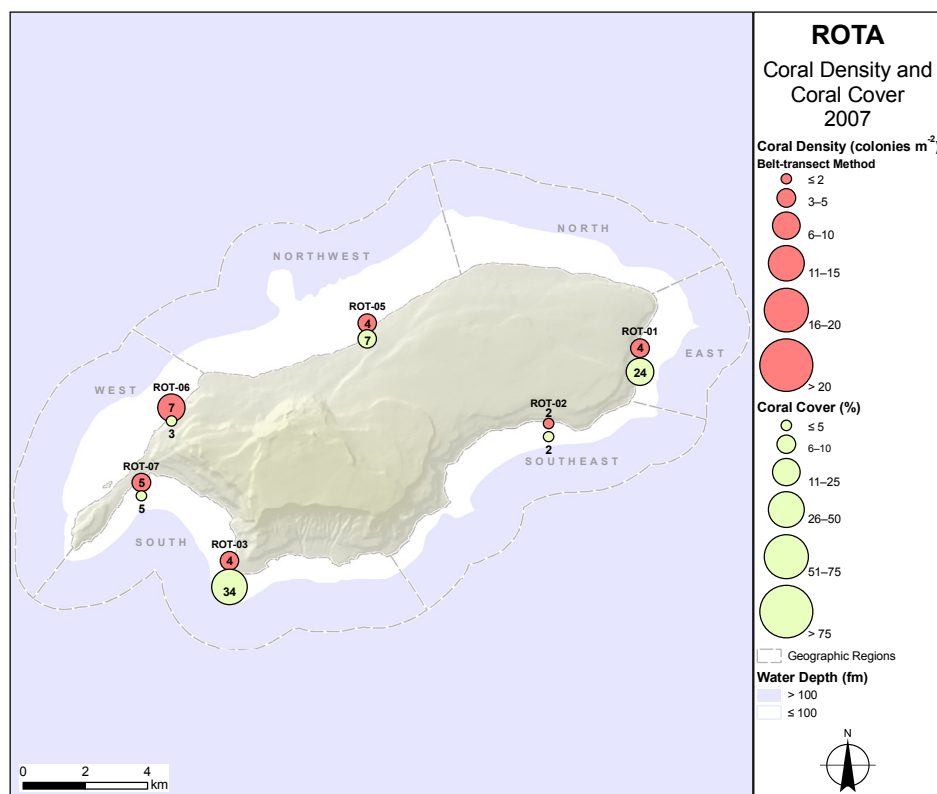 ROTA
Coral Density and
Coral Cover
2007
Coral Density (colonies m-2)
Belt-transect Method
≤ 2
3–5
6–10
11–15
16–20
> 20
Coral Cover (%)
≤ 5
6–10
11–25
26–50
51–75
> 75
Geographic Regions
Water Depth (fm)
> 100
≤ 100
N
NORTH
NORTHWEST
ROT-05
4
7
ROT-01
4
24
EAST
WEST
ROT-06
7
3
ROT-02
2
2
SOUTHEAST
ROT-07
5
5
SOUTH
ROT-03
4
34
0 2 4
km